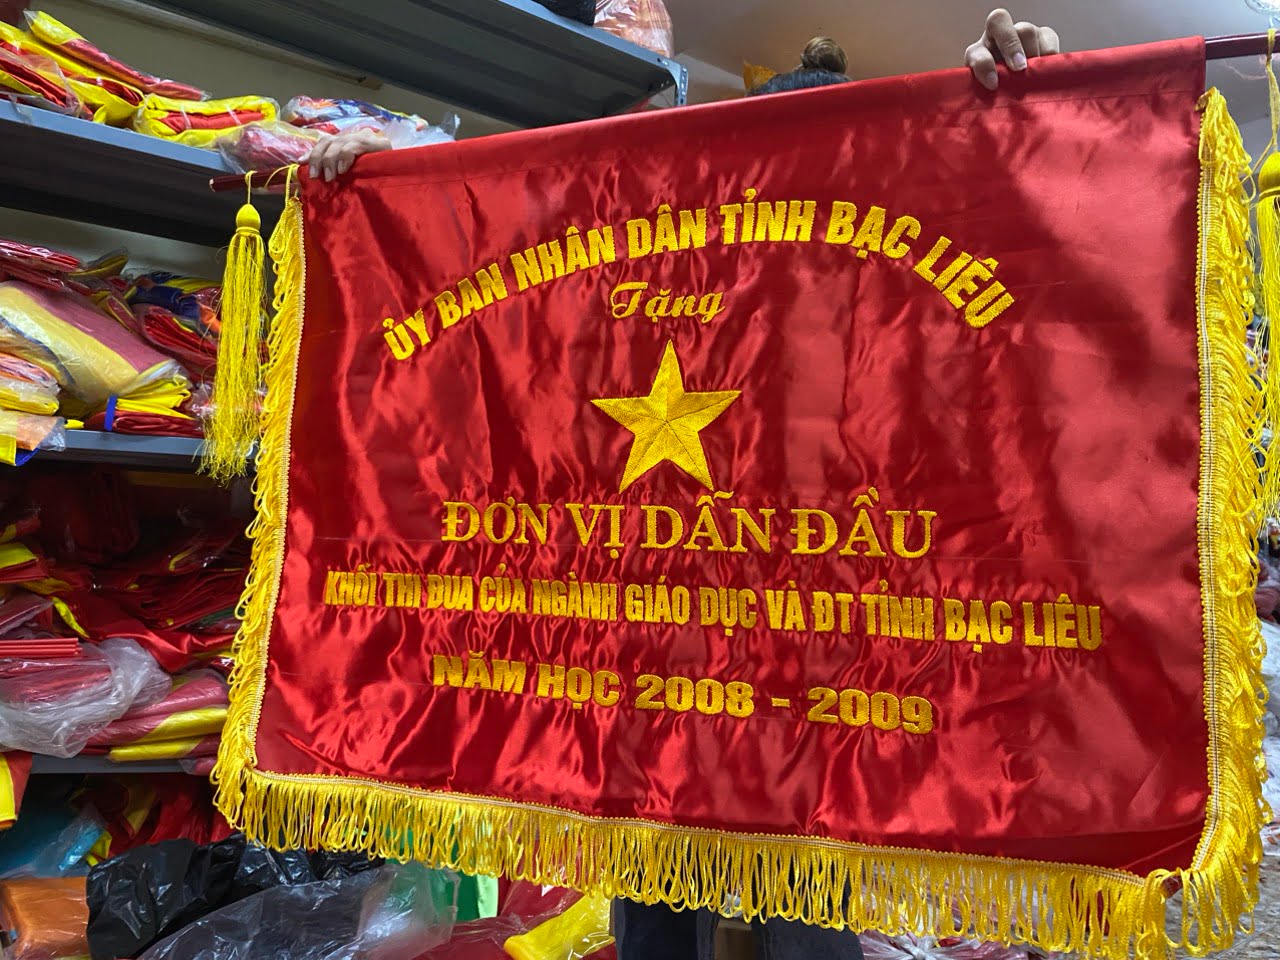 ỦY BAN NHÂN DÂN TỈNH BẠC LIÊU
Tặng
ĐƠN VỊ DẪN ĐẦU
KHỐI THI ĐUA CỦA NGÀNH GIÁO DỤC VÀ ĐT TỈNH BẠC LIÊU
NĂM HỌC 2008 - 2009